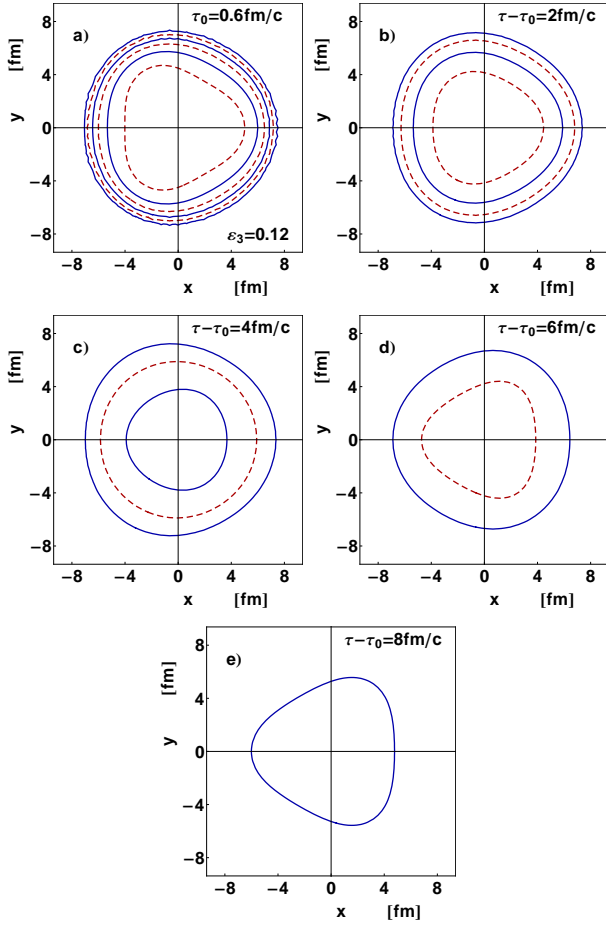 a) τ₀=0.6fm/c
[fm]
y
8
4
0
−4
−8
ε₃=0.12
−8 −4 0 4 8
x [fm]
b) τ−τ₀=2fm/c
[fm]
y
8
4
0
−4
−8
−8 −4 0 4 8
x [fm]
c) τ−τ₀=4fm/c
[fm]
y
8
4
0
−4
−8
−8 −4 0 4 8
x [fm]
d) τ−τ₀=6fm/c
[fm]
y
8
4
0
−4
−8
−8 −4 0 4 8
x [fm]
e) τ−τ₀=8fm/c
[fm]
y
8
4
0
−4
−8
−8 −4 0 4 8
x [fm]